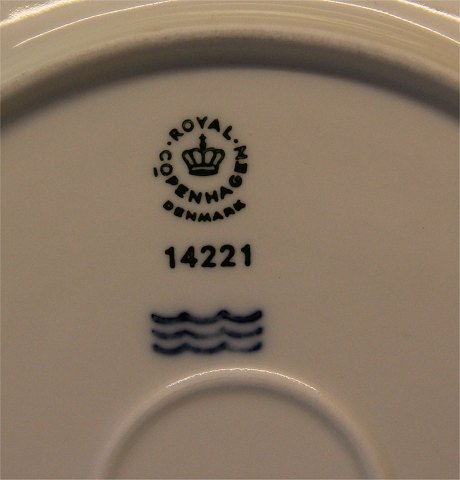 ROYAL
COPENHAGEN
DENMARK
14221